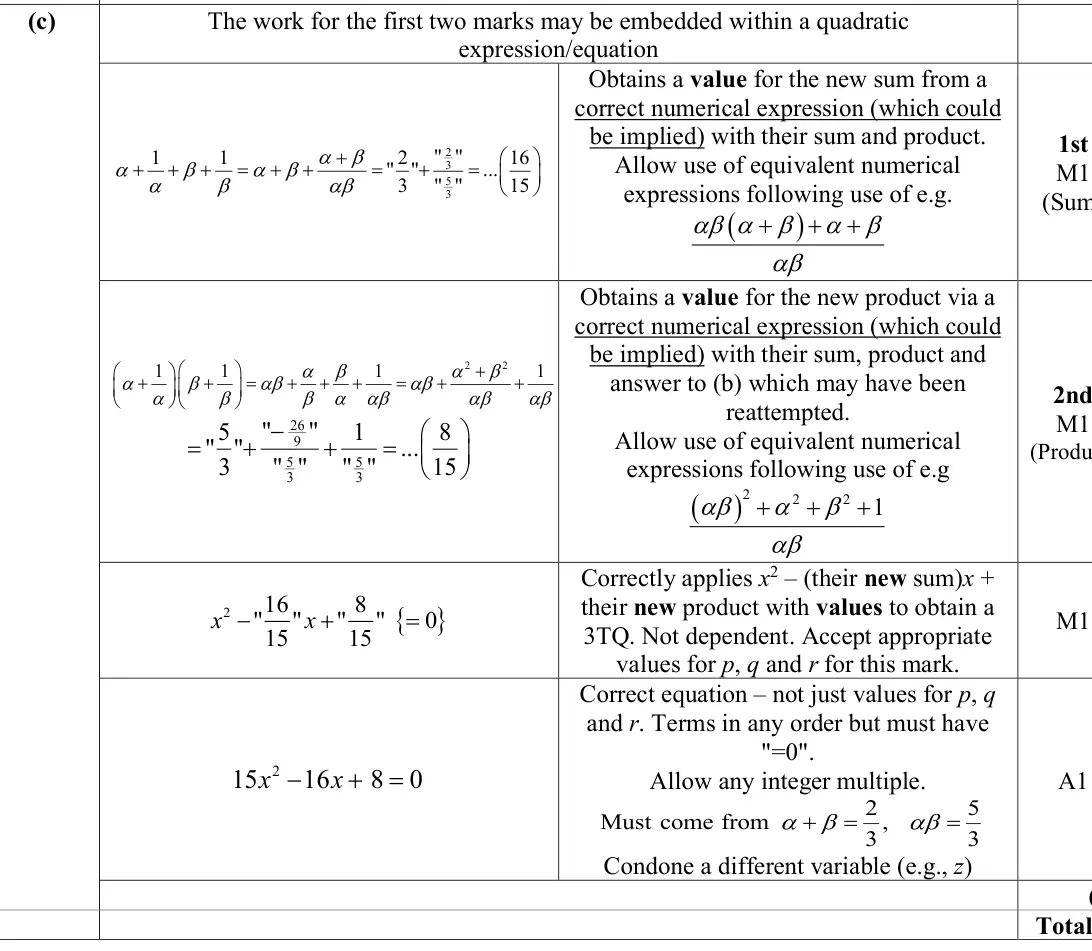 (c)
The work for the first two marks may be embedded within a quadratic
expression/equation
α + 1/α + β + 1/β = α + β + (α + β)/(αβ) = "2/3" + "2/3"/"5/3" = ...(16/15)
Obtains a value for the new sum from a
correct numerical expression (which could
be implied) with their sum and product.
Allow use of equivalent numerical
expressions following use of e.g.
(αβ(α + β) + α + β)/(αβ)
1st
M1
(Sum
(α + 1/α)(β + 1/β) = αβ + α/β + β/α + 1/(αβ) = αβ + (α² + β²)/(αβ) + 1/(αβ)
= "5/3" + "−26/9"/"5/3" + 1/"5/3" = ...(8/15)
Obtains a value for the new product via a
correct numerical expression (which could
be implied) with their sum, product and
answer to (b) which may have been
reattempted.
Allow use of equivalent numerical
expressions following use of e.g
((αβ)² + α² + β² + 1)/(αβ)
2nd
M1
(Produ
x² − "16/15"x + "8/15" {= 0}
Correctly applies x² – (their new sum)x +
their new product with values to obtain a
3TQ. Not dependent. Accept appropriate
values for p, q and r for this mark.
M1
15x² − 16x + 8 = 0
Correct equation – not just values for p, q
and r. Terms in any order but must have
"=0".
Allow any integer multiple.
Must come from α + β = 2/3, αβ = 5/3
Condone a different variable (e.g., z)
A1
Total